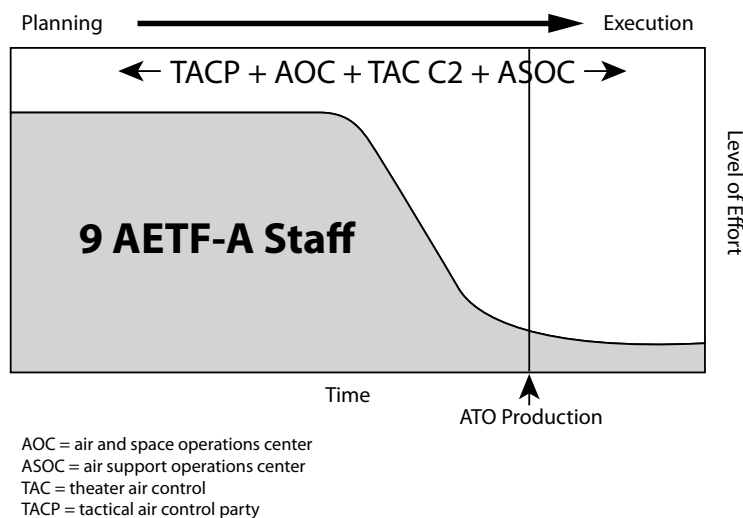 Planning Execution
TACP + AOC + TAC C2 + ASOC
9 AETF-A Staff
Level of Effort
Time
ATO Production
AOC = air and space operations center
ASOC = air support operations center
TAC = theater air control
TACP = tactical air control party